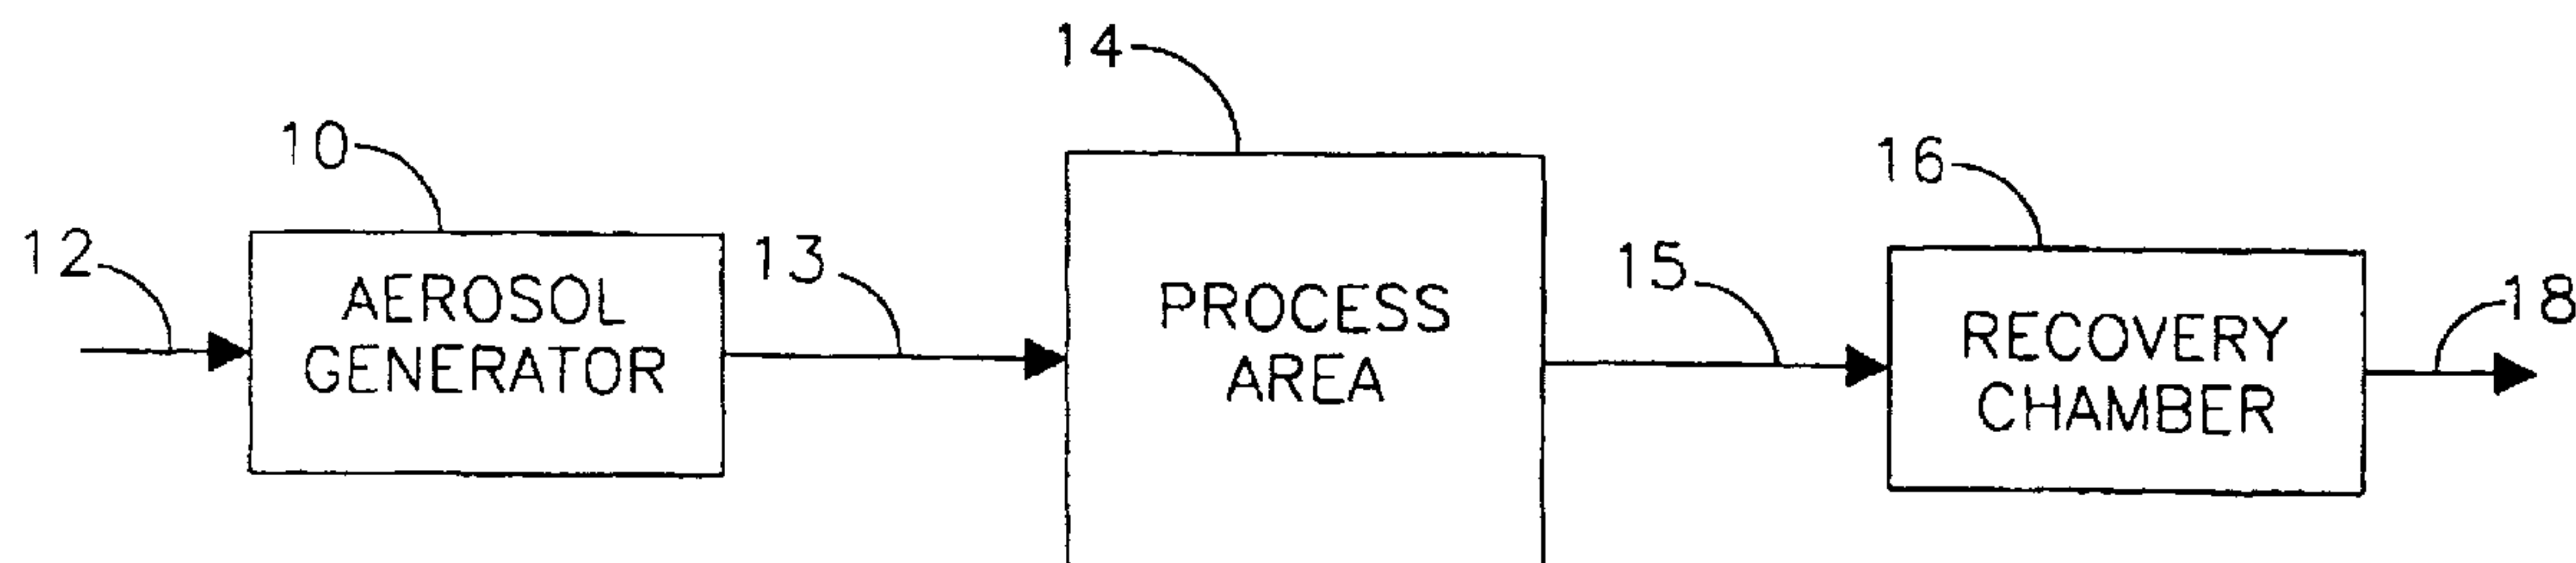 14
10
16
12
13
15
18
AEROSOL
GENERATOR
PROCESS
AREA
RECOVERY
CHAMBER